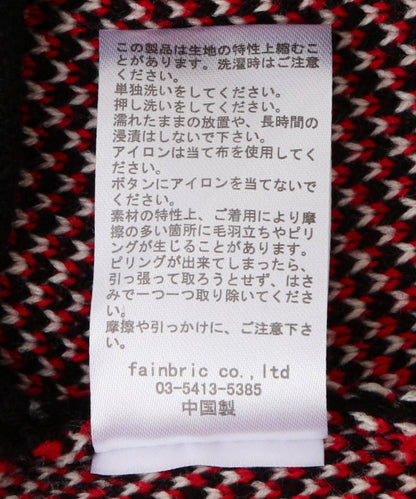 この製品は生地の特性上縮むこ
とがあります。洗濯時はご注意
ください。
単独洗いをしてください。
押し洗いをしてください。
濡れたままの放置や、長時間の
浸漬はしないで下さい。
アイロンは当て布を使用してく
ださい。
ボタンにアイロンを当てないで
ください。
素材の特性上、ご着用により摩
擦の多い箇所に毛羽立ちやピリ
ングが生じることがあります。
ピリングが出来てしまったら、
引っ張って取ろうとせず、はさ
みで一つ一つ取り除いてくださ
い。
摩擦や引っかけに、ご注意下さ
い。
fainbric co.,ltd
03-5413-5385
中国製